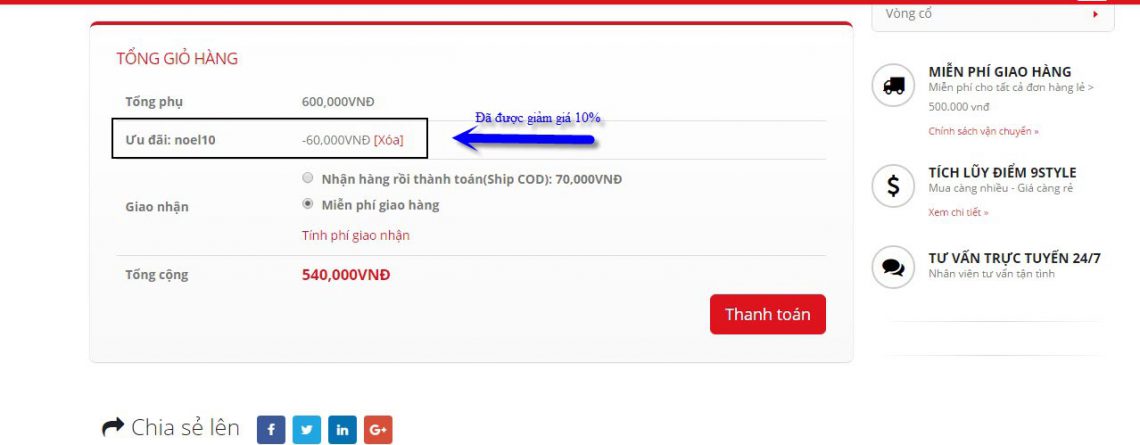 TỔNG GIỎ HÀNG
Tổng phụ 600,000VNĐ
Đã được giảm giá 10%
Ưu đãi: noel10 -60,000VNĐ [Xóa]
Giao nhận
Nhận hàng rồi thành toán(Ship COD): 70,000VNĐ
Miễn phí giao hàng
Tính phí giao nhận
Tổng cộng 540,000VNĐ
Thanh toán
Chia sẻ lên
Vòng cổ
MIỄN PHÍ GIAO HÀNG
Miễn phí cho tất cả đơn hàng lẻ >
500.000 vnđ
Chính sách vận chuyển »
TÍCH LŨY ĐIỂM 9STYLE
Mua càng nhiều - Giá càng rẻ
Xem chi tiết »
TƯ VẤN TRỰC TUYẾN 24/7
Nhân viên tư vấn tận tình